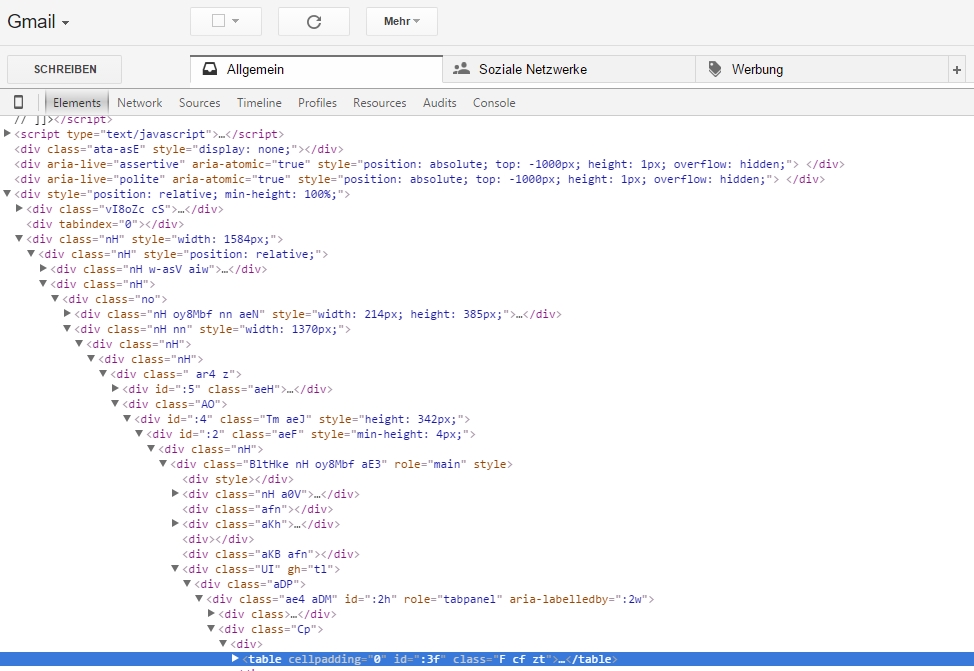 Gmail
Mehr
SCHREIBEN
Allgemein
Soziale Netzwerke
Werbung
+
Elements Network Sources Timeline Profiles Resources Audits Console
// ]]></script>
<script type="text/javascript">…</script>
<div class="ata-asE" style="display: none;"></div>
<div aria-live="assertive" aria-atomic="true" style="position: absolute; top: -1000px; height: 1px; overflow: hidden;"> </div>
<div aria-live="polite" aria-atomic="true" style="position: absolute; top: -1000px; height: 1px; overflow: hidden;"> </div>
<div style="position: relative; min-height: 100%;">
<div class="vI8oZc cS">…</div>
<div tabindex="0"></div>
<div class="nH" style="width: 1584px;">
<div class="nH" style="position: relative;">
<div class="nH w-asV aiw">…</div>
<div class="nH">
<div class="no">
<div class="nH oy8Mbf nn aeN" style="width: 214px; height: 385px;">…</div>
<div class="nH nn" style="width: 1370px;">
<div class="nH">
<div class="nH">
<div class=" ar4 z">
<div id=":5" class="aeH">…</div>
<div class="AO">
<div id=":4" class="Tm aeJ" style="height: 342px;">
<div id=":2" class="aeF" style="min-height: 4px;">
<div class="nH">
<div class="BltHke nH oy8Mbf aE3" role="main" style>
<div style></div>
<div class="nH a0V">…</div>
<div class="afn"></div>
<div class="aKh">…</div>
<div></div>
<div class="aKB afn"></div>
<div class="UI" gh="tl">
<div class="aDP">
<div class="ae4 aDM" id=":2h" role="tabpanel" aria-labelledby=":2w">
<div class>…</div>
<div class="Cp">
<div>
<table cellpadding="0" id=":3f" class="F cf zt">…</table>